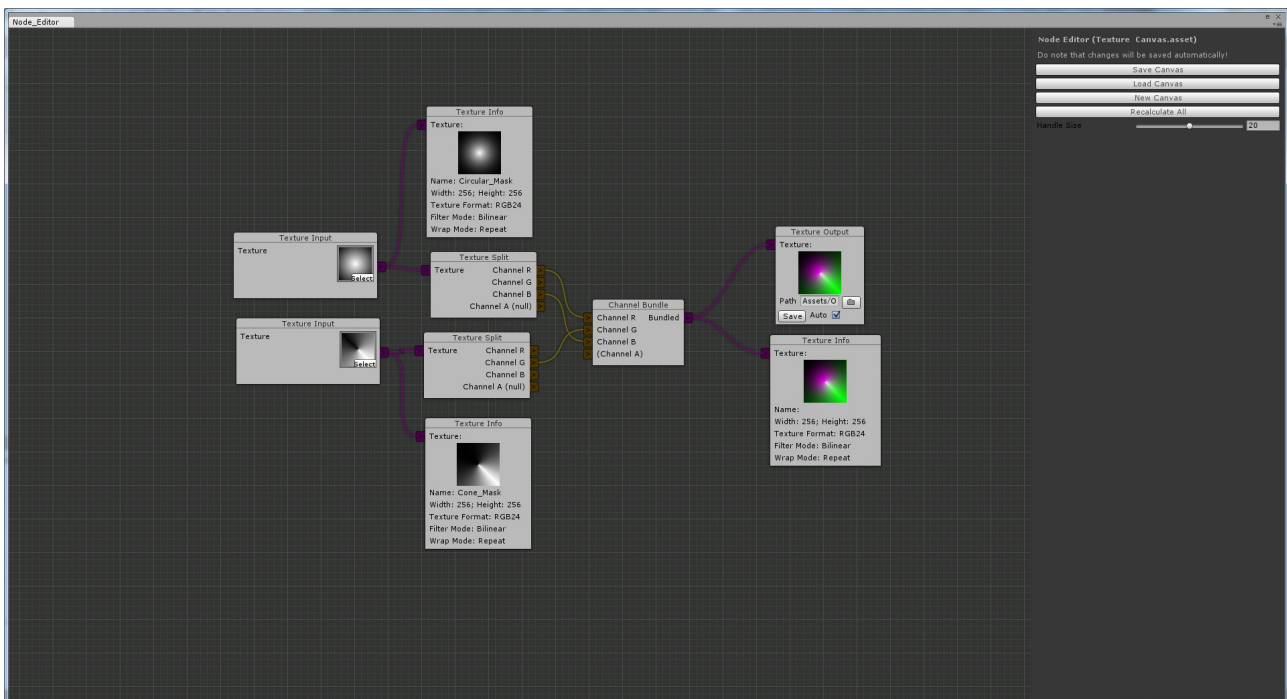 Node_Editor
Node Editor (Texture Canvas.asset)
Do note that changes will be saved automatically!
Save Canvas
Load Canvas
New Canvas
Recalculate All
Handle Size 20
Texture Info
Texture:
Name: Circular_Mask
Width: 256; Height: 256
Texture Format: RGB24
Filter Mode: Bilinear
Wrap Mode: Repeat
Texture Input
Texture
Select
Texture Split
Texture Channel R
Channel G
Channel B
Channel A (null)
Texture Input
Texture
Select
Texture Split
Texture Channel R
Channel G
Channel B
Channel A (null)
Texture Info
Texture:
Name: Cone_Mask
Width: 256; Height: 256
Texture Format: RGB24
Filter Mode: Bilinear
Wrap Mode: Repeat
Channel Bundle
Channel R Bundled
Channel G
Channel B
(Channel A)
Texture Output
Texture:
Path Assets/O
Save Auto
Texture Info
Texture:
Name:
Width: 256; Height: 256
Texture Format: RGB24
Filter Mode: Bilinear
Wrap Mode: Repeat